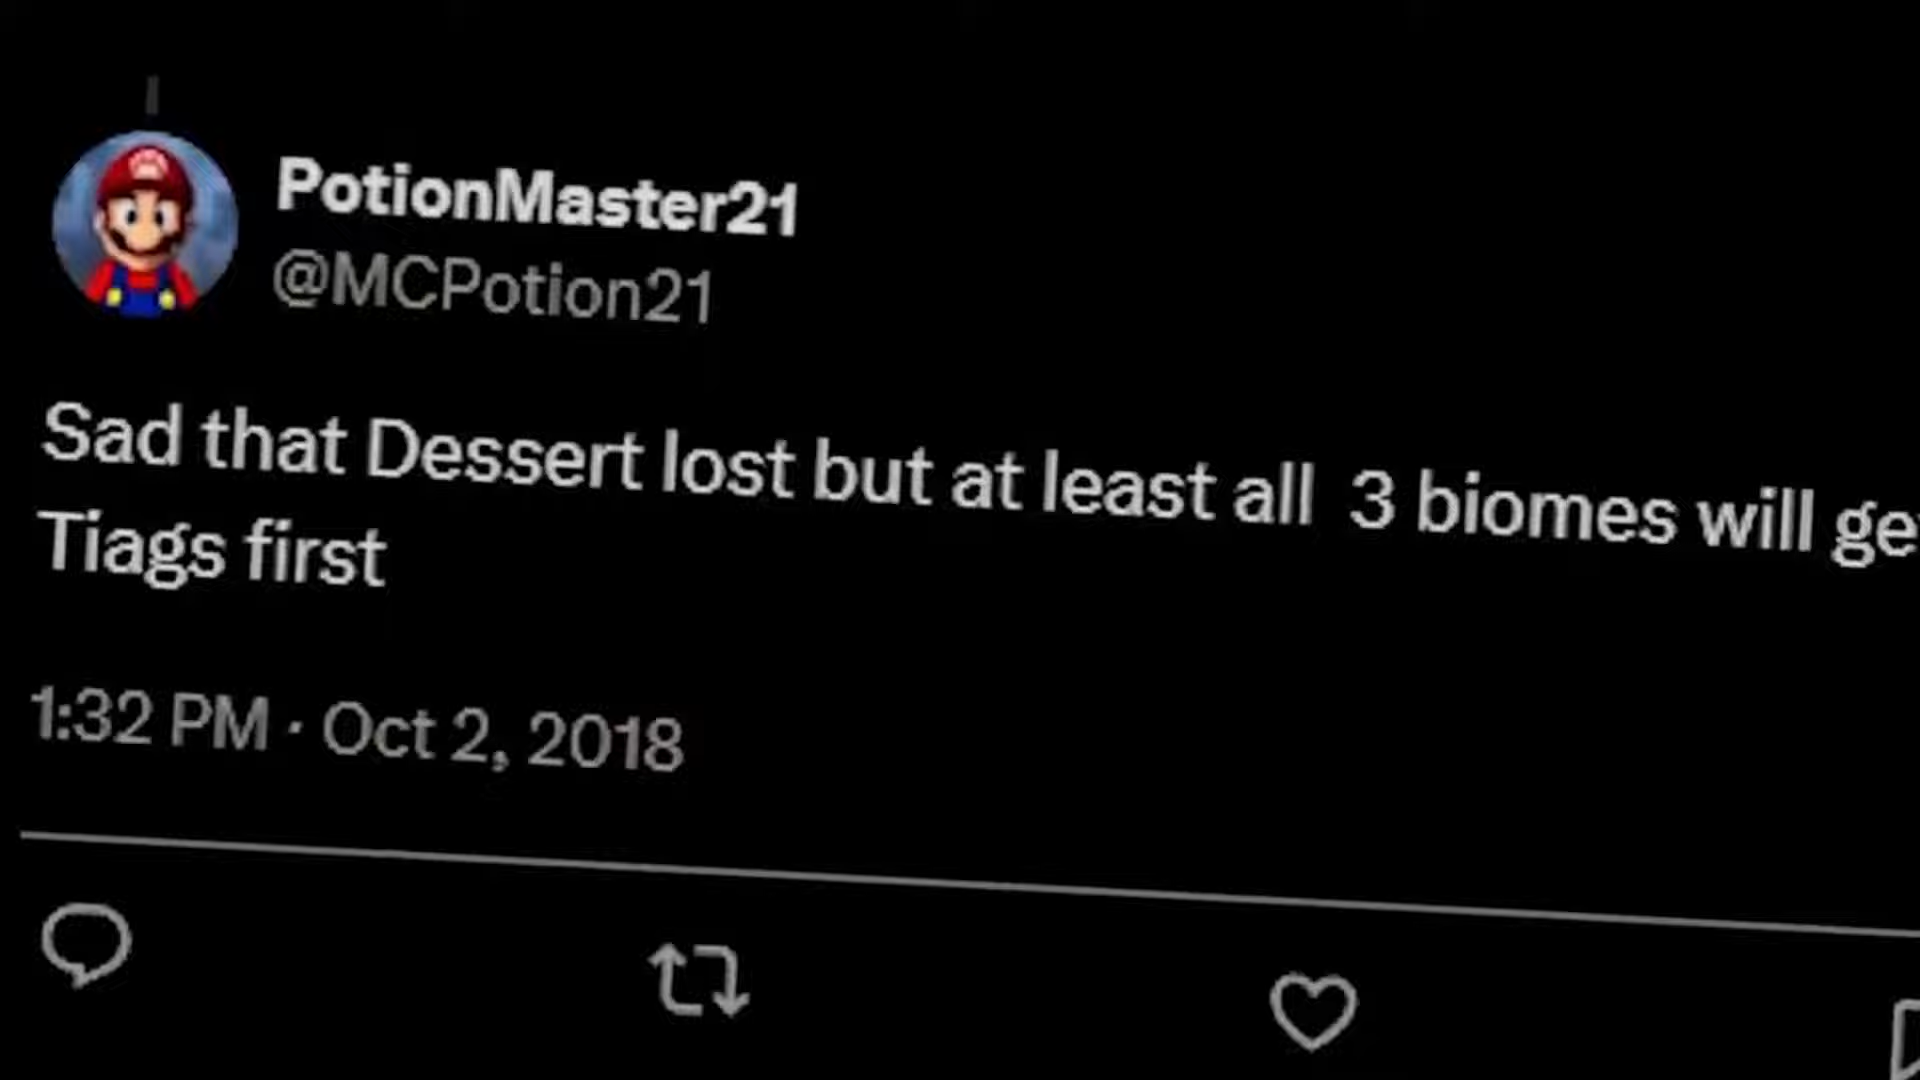 PotionMaster21
@MCPotion21
Sad that Dessert lost but at least all 3 biomes will
Tiags first
1:32 PM · Oct 2, 2018